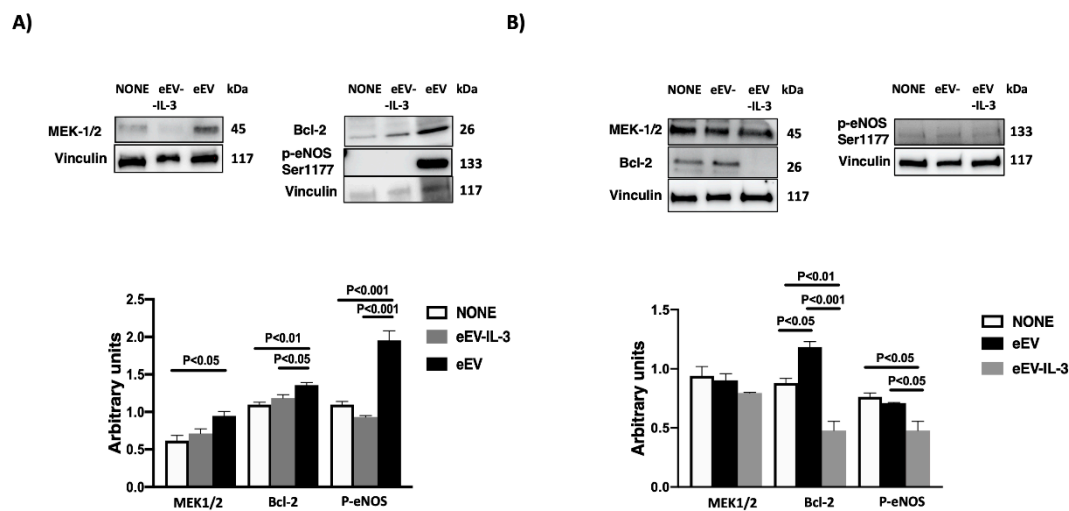 A)
NONE eEV- eEV kDa
-IL-3
MEK-1/2 45
Vinculin 117
NONE eEV- eEV kDa
-IL-3
Bcl-2 26
p-eNOS 133
Ser1177
Vinculin 117
2.5
2.0
1.5
1.0
0.5
0.0
Arbitrary units
P<0.05
P<0.01
P<0.05
P<0.001
P<0.001
MEK1/2 Bcl-2 P-eNOS
NONE
eEV-IL-3
eEV
B)
NONE eEV- eEV kDa
IL-3
MEK-1/2 45
Bcl-2 26
Vinculin 117
NONE eEV- eEV kDa
IL-3
p-eNOS 133
Ser1177
Vinculin 117
1.5
1.0
0.5
0.0
Arbitrary units
P<0.01
P<0.001
P<0.05
P<0.05
P<0.05
MEK1/2 Bcl-2 P-eNOS
NONE
eEV
eEV-IL-3